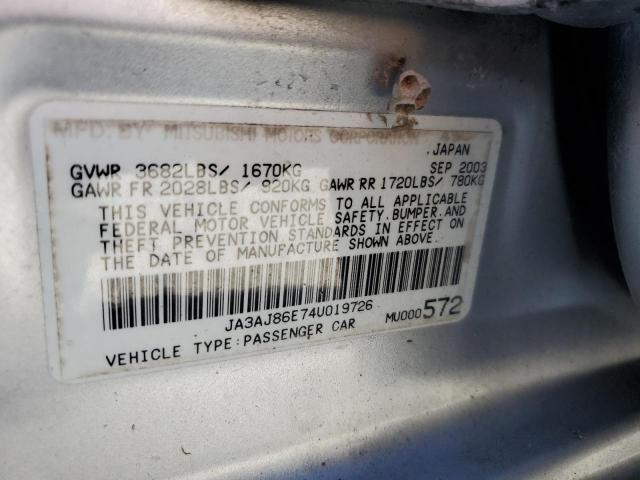 MFD. BY MITSUBISHI MOTORS CORPORATION
JAPAN
GVWR 3682LBS/ 1670KG SEP 2003
GAWR FR 2028LBS/ 920KG GAWR RR 1720LBS/ 780KG
THIS VEHICLE CONFORMS TO ALL APPLICABLE
FEDERAL MOTOR VEHICLE SAFETY, BUMPER, AND
THEFT PREVENTION STANDARDS IN EFFECT ON
THE DATE OF MANUFACTURE SHOWN ABOVE.
JA3AJ86E74U019726
MU000572
VEHICLE TYPE: PASSENGER CAR